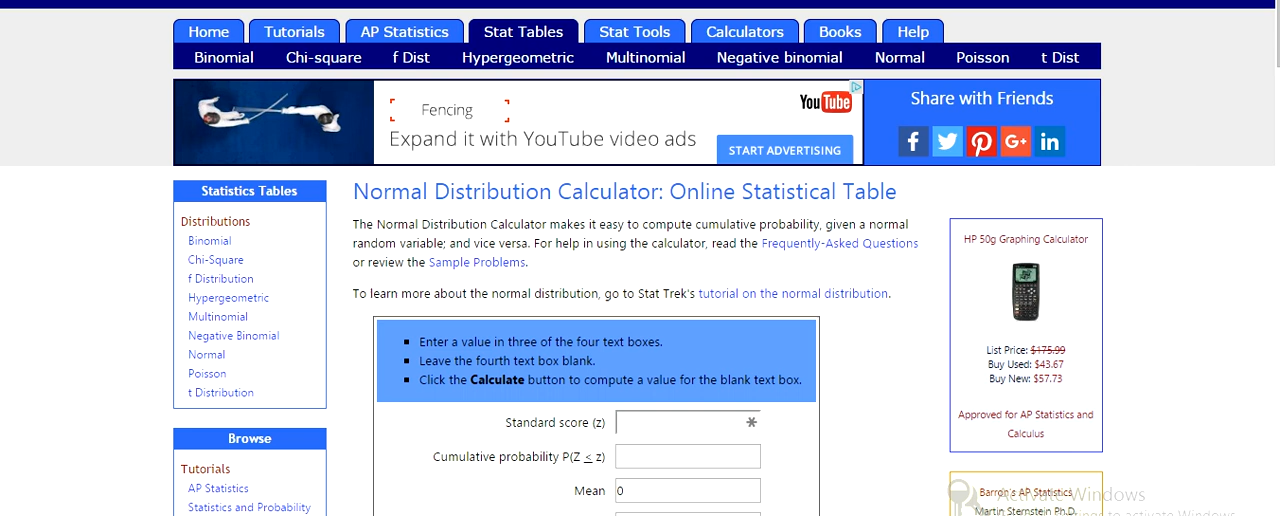 Home Tutorials AP Statistics Stat Tables Stat Tools Calculators Books Help
Binomial Chi-square f Dist Hypergeometric Multinomial Negative binomial Normal Poisson t Dist
Fencing
Expand it with YouTube video ads
YouTube
START ADVERTISING
Share with Friends
Statistics Tables
Distributions
Binomial
Chi-Square
f Distribution
Hypergeometric
Multinomial
Negative Binomial
Normal
Poisson
t Distribution
Browse
Tutorials
AP Statistics
Statistics and Probability
Normal Distribution Calculator: Online Statistical Table
The Normal Distribution Calculator makes it easy to compute cumulative probability, given a normal
random variable; and vice versa. For help in using the calculator, read the Frequently-Asked Questions
or review the Sample Problems.
To learn more about the normal distribution, go to Stat Trek's tutorial on the normal distribution.
Enter a value in three of the four text boxes.
Leave the fourth text box blank.
Click the Calculate button to compute a value for the blank text box.
Standard score (z)
Cumulative probability P(Z ≤ z)
Mean 0
HP 50g Graphing Calculator
List Price: $175.99
Buy Used: $43.67
Buy New: $57.73
Approved for AP Statistics and
Calculus
Barron's AP Statistics
Martin Sternstein Ph.D.
Activate Windows
to activate Windows